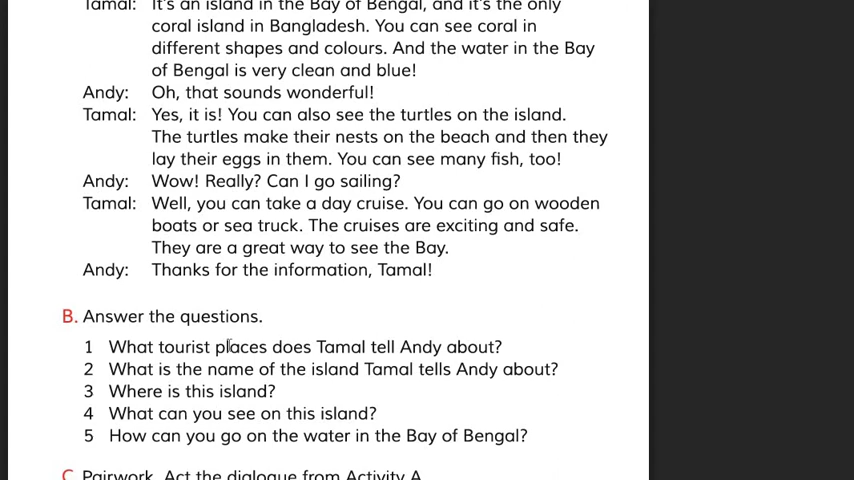 Tamal: It's an island in the Bay of Bengal, and it's the only
coral island in Bangladesh. You can see coral in
different shapes and colours. And the water in the Bay
of Bengal is very clean and blue!
Andy: Oh, that sounds wonderful!
Tamal: Yes, it is! You can also see the turtles on the island.
The turtles make their nests on the beach and then they
lay their eggs in them. You can see many fish, too!
Andy: Wow! Really? Can I go sailing?
Tamal: Well, you can take a day cruise. You can go on wooden
boats or sea truck. The cruises are exciting and safe.
They are a great way to see the Bay.
Andy: Thanks for the information, Tamal!
B. Answer the questions.
1 What tourist places does Tamal tell Andy about?
2 What is the name of the island Tamal tells Andy about?
3 Where is this island?
4 What can you see on this island?
5 How can you go on the water in the Bay of Bengal?
C Pairwork. Act the dialogue from Activity A